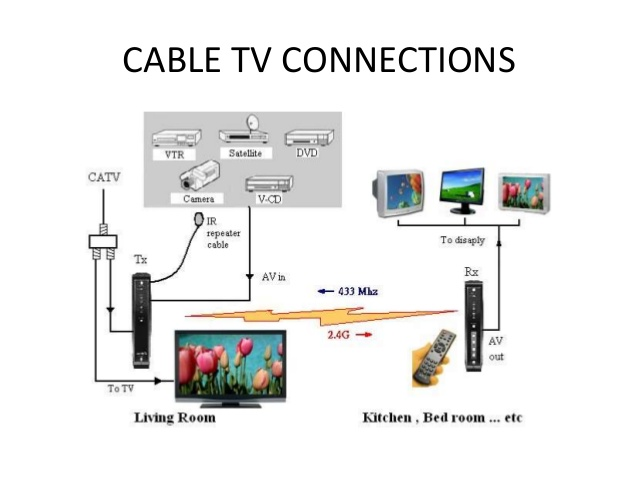 CABLE TV CONNECTIONS
VTR
Satellite
DVD
Camera
V-CD
CATV
IR
repeater
cable
Tx
AV in
To disaply
Rx
433 Mhz
2.4G
AV
out
To TV
Living Room
Kitchen , Bed room ... etc